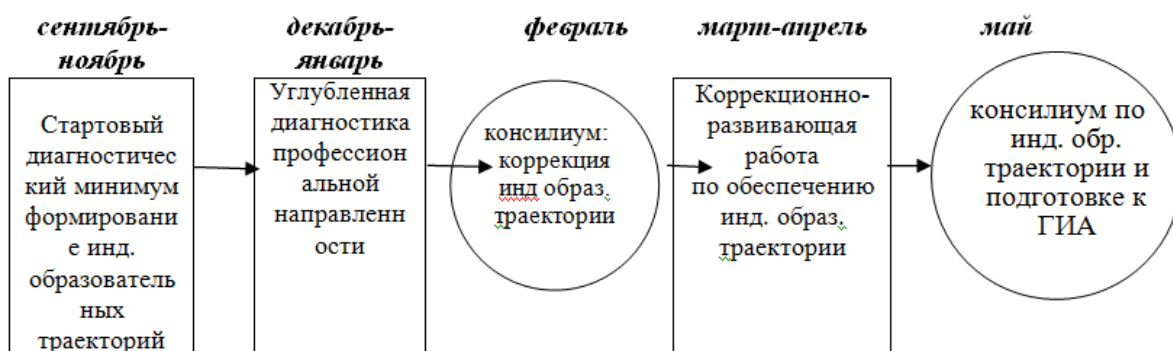 сентябрь-
ноябрь
декабрь-
январь
февраль
март-апрель
май
Стартовый
диагностичес
кий минимум
формировани
е инд.
образователь
ных
траекторий
Углубленная
диагностика
профессион
альной
направленн
ости
консилиум:
коррекция
инд образ.
траектории
Коррекционно-
развивающая
работа
по обеспечению
инд. образ.
траектории
консилиум по
инд. обр.
траектории и
подготовке к
ГИА